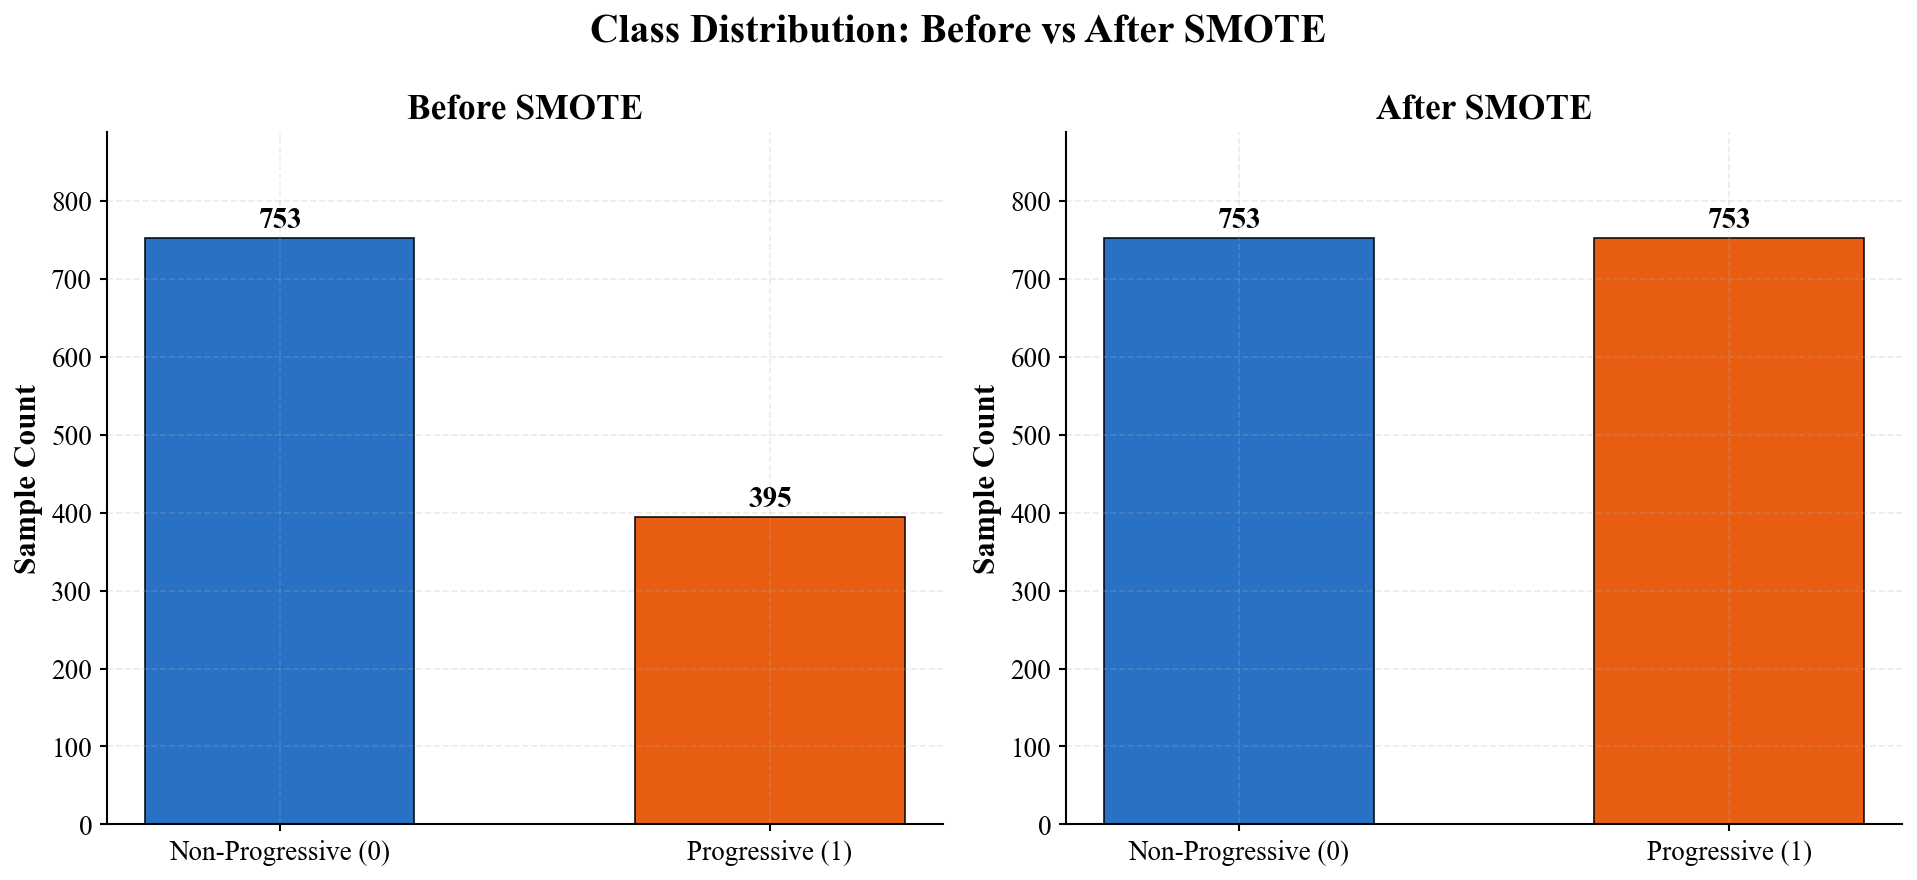 Class Distribution: Before vs After SMOTE
Before SMOTE
Sample Count
800
700
600
500
400
300
200
100
0
753
395
Non-Progressive (0)
Progressive (1)
After SMOTE
Sample Count
800
700
600
500
400
300
200
100
0
753
753
Non-Progressive (0)
Progressive (1)